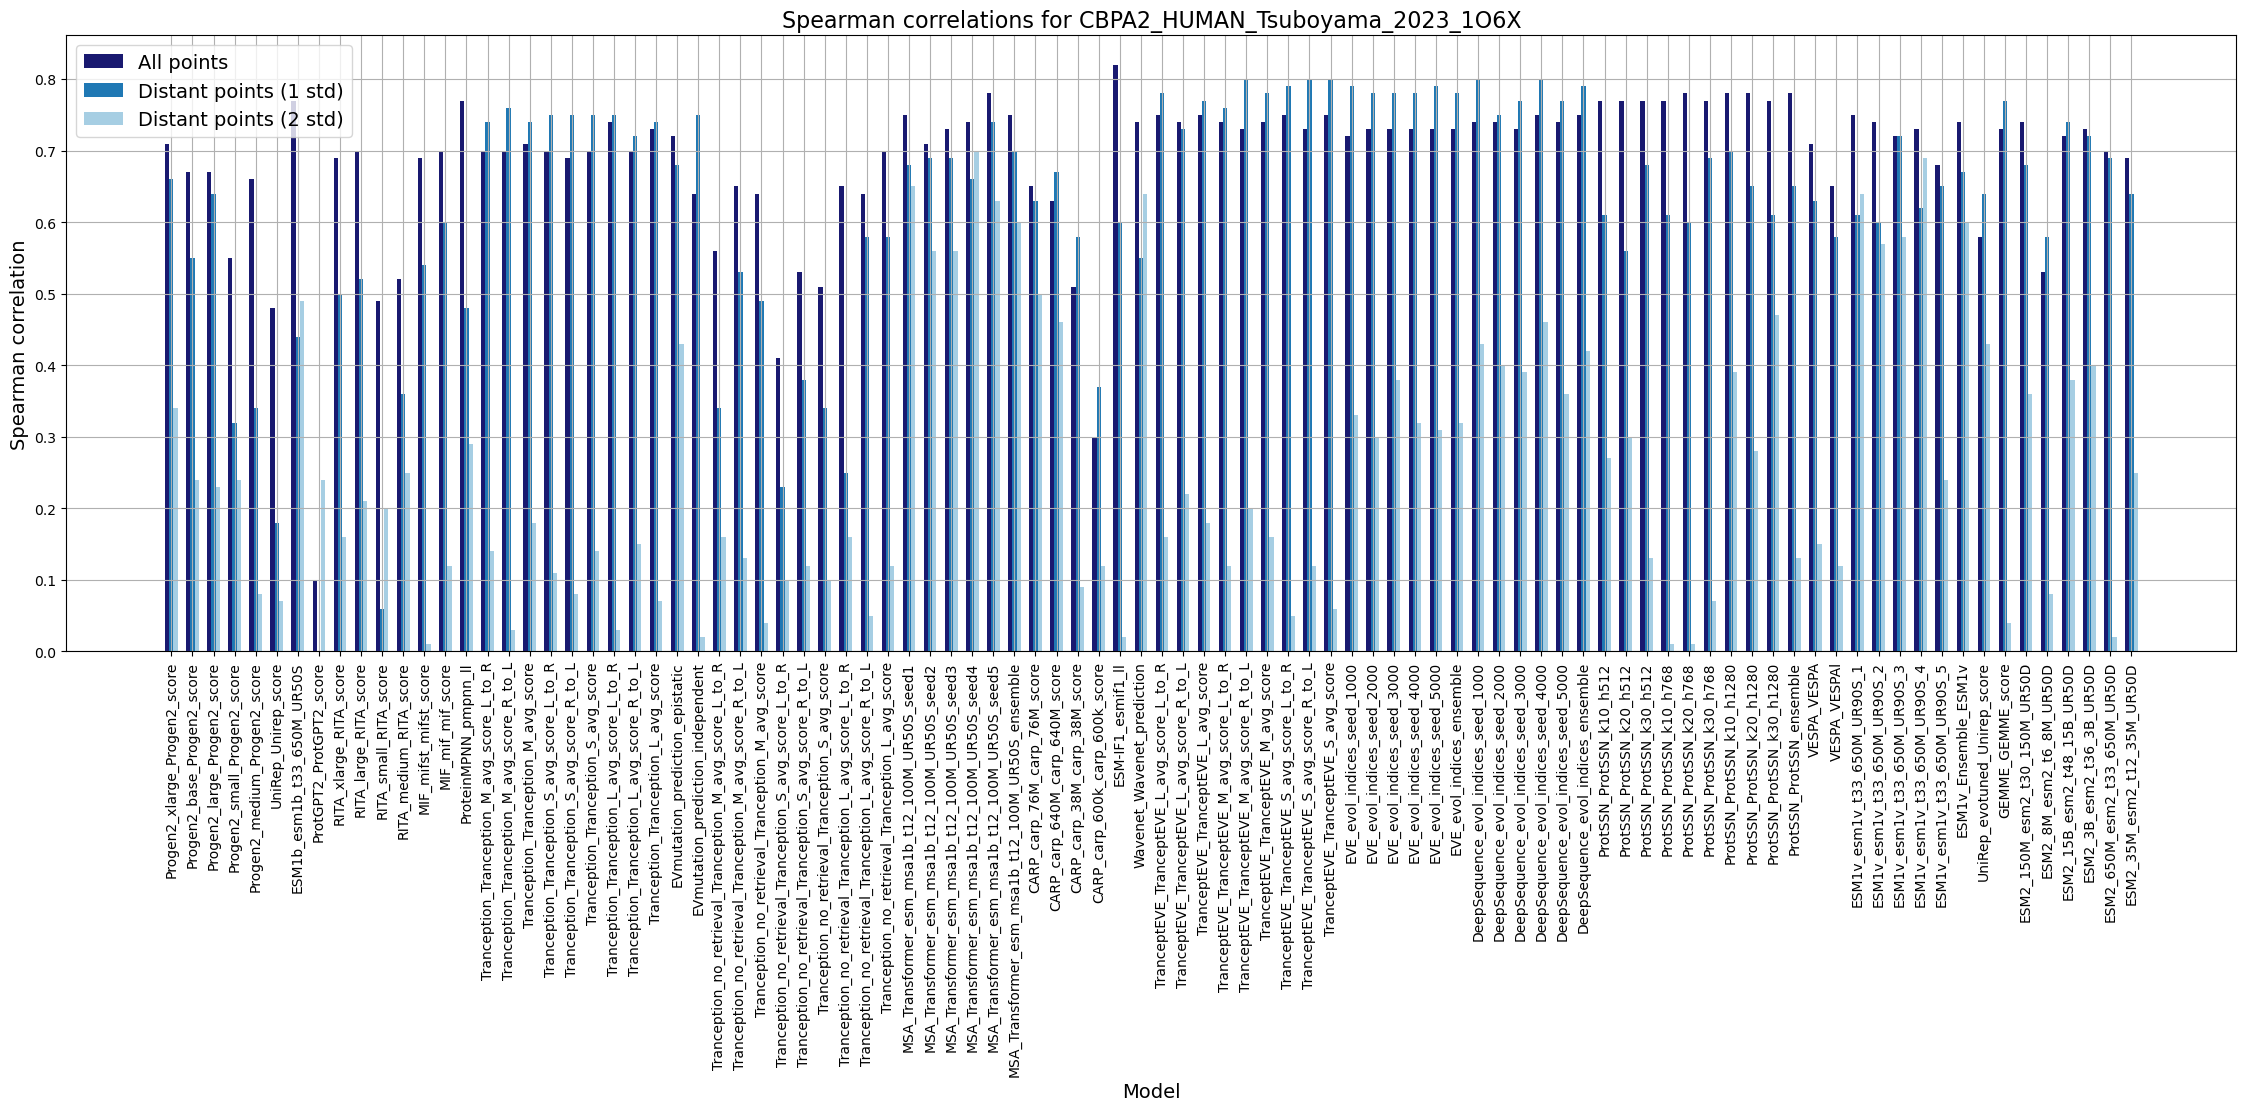 Spearman correlations for CBPA2_HUMAN_Tsuboyama_2023_1O6X
All points
Distant points (1 std)
Distant points (2 std)
Spearman correlation
0.8
0.7
0.6
0.5
0.4
0.3
0.2
0.1
0.0
Progen2_xlarge_Progen2_score
Progen2_base_Progen2_score
Progen2_large_Progen2_score
Progen2_small_Progen2_score
Progen2_medium_Progen2_score
UniRep_Unirep_score
ESM1b_esm1b_t33_650M_UR50S
ProtGPT2_ProtGPT2_score
RITA_xlarge_RITA_score
RITA_large_RITA_score
RITA_small_RITA_score
RITA_medium_RITA_score
MIF_mifst_mifst_score
MIF_mif_mif_score
ProteinMPNN_pmpnn_ll
Tranception_Tranception_M_avg_score_L_to_R
Tranception_Tranception_M_avg_score_R_to_L
Tranception_Tranception_M_avg_score
Tranception_Tranception_S_avg_score_L_to_R
Tranception_Tranception_S_avg_score_R_to_L
Tranception_Tranception_S_avg_score
Tranception_Tranception_L_avg_score_L_to_R
Tranception_Tranception_L_avg_score_R_to_L
Tranception_Tranception_L_avg_score
EVmutation_prediction_epistatic
EVmutation_prediction_independent
Tranception_no_retrieval_Tranception_M_avg_score_L_to_R
Tranception_no_retrieval_Tranception_M_avg_score_R_to_L
Tranception_no_retrieval_Tranception_M_avg_score
Tranception_no_retrieval_Tranception_S_avg_score_L_to_R
Tranception_no_retrieval_Tranception_S_avg_score_R_to_L
Tranception_no_retrieval_Tranception_S_avg_score
Tranception_no_retrieval_Tranception_L_avg_score_L_to_R
Tranception_no_retrieval_Tranception_L_avg_score_R_to_L
Tranception_no_retrieval_Tranception_L_avg_score
MSA_Transformer_esm_msa1b_t12_100M_UR50S_seed1
MSA_Transformer_esm_msa1b_t12_100M_UR50S_seed2
MSA_Transformer_esm_msa1b_t12_100M_UR50S_seed3
MSA_Transformer_esm_msa1b_t12_100M_UR50S_seed4
MSA_Transformer_esm_msa1b_t12_100M_UR50S_seed5
MSA_Transformer_esm_msa1b_t12_100M_UR50S_ensemble
CARP_carp_76M_carp_76M_score
CARP_carp_640M_carp_640M_score
CARP_carp_38M_carp_38M_score
CARP_carp_600k_carp_600k_score
ESM-IF1_esmif1_ll
Wavenet_Wavenet_prediction
TranceptEVE_TranceptEVE_L_avg_score_L_to_R
TranceptEVE_TranceptEVE_L_avg_score_R_to_L
TranceptEVE_TranceptEVE_L_avg_score
TranceptEVE_TranceptEVE_M_avg_score_L_to_R
TranceptEVE_TranceptEVE_M_avg_score_R_to_L
TranceptEVE_TranceptEVE_M_avg_score
TranceptEVE_TranceptEVE_S_avg_score_L_to_R
TranceptEVE_TranceptEVE_S_avg_score_R_to_L
TranceptEVE_TranceptEVE_S_avg_score
EVE_evol_indices_seed_1000
EVE_evol_indices_seed_2000
EVE_evol_indices_seed_3000
EVE_evol_indices_seed_4000
EVE_evol_indices_seed_5000
EVE_evol_indices_ensemble
DeepSequence_evol_indices_seed_1000
DeepSequence_evol_indices_seed_2000
DeepSequence_evol_indices_seed_3000
DeepSequence_evol_indices_seed_4000
DeepSequence_evol_indices_seed_5000
DeepSequence_evol_indices_ensemble
ProtSSN_ProtSSN_k10_h512
ProtSSN_ProtSSN_k20_h512
ProtSSN_ProtSSN_k30_h512
ProtSSN_ProtSSN_k10_h768
ProtSSN_ProtSSN_k20_h768
ProtSSN_ProtSSN_k30_h768
ProtSSN_ProtSSN_k10_h1280
ProtSSN_ProtSSN_k20_h1280
ProtSSN_ProtSSN_k30_h1280
ProtSSN_ProtSSN_ensemble
VESPA_VESPA
VESPA_VESPAl
ESM1v_esm1v_t33_650M_UR90S_1
ESM1v_esm1v_t33_650M_UR90S_2
ESM1v_esm1v_t33_650M_UR90S_3
ESM1v_esm1v_t33_650M_UR90S_4
ESM1v_esm1v_t33_650M_UR90S_5
ESM1v_Ensemble_ESM1v
UniRep_evotuned_Unirep_score
GEMME_GEMME_score
ESM2_150M_esm2_t30_150M_UR50D
ESM2_8M_esm2_t6_8M_UR50D
ESM2_15B_esm2_t48_15B_UR50D
ESM2_3B_esm2_t36_3B_UR50D
ESM2_650M_esm2_t33_650M_UR50D
ESM2_35M_esm2_t12_35M_UR50D
Model